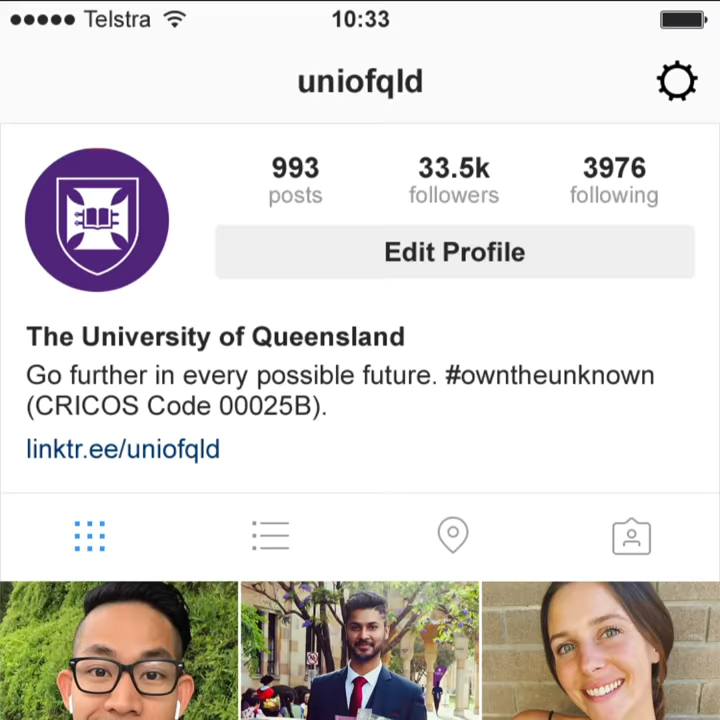 Telstra 10:33
uniofqld
993 33.5k 3976
posts followers following
Edit Profile
The University of Queensland
Go further in every possible future. #owntheunknown
(CRICOS Code 00025B).
linktr.ee/uniofqld